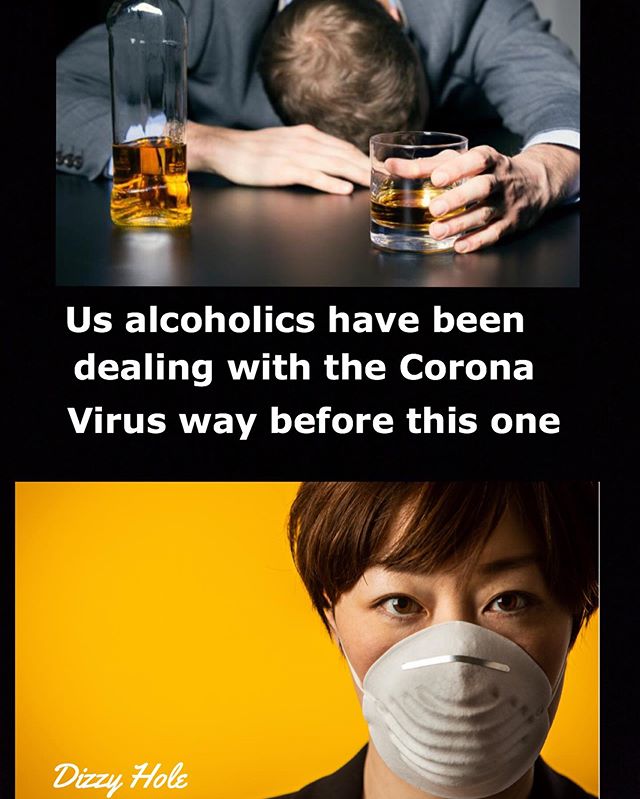 Us alcoholics have been
dealing with the Corona
Virus way before this one
Dizzy Hole